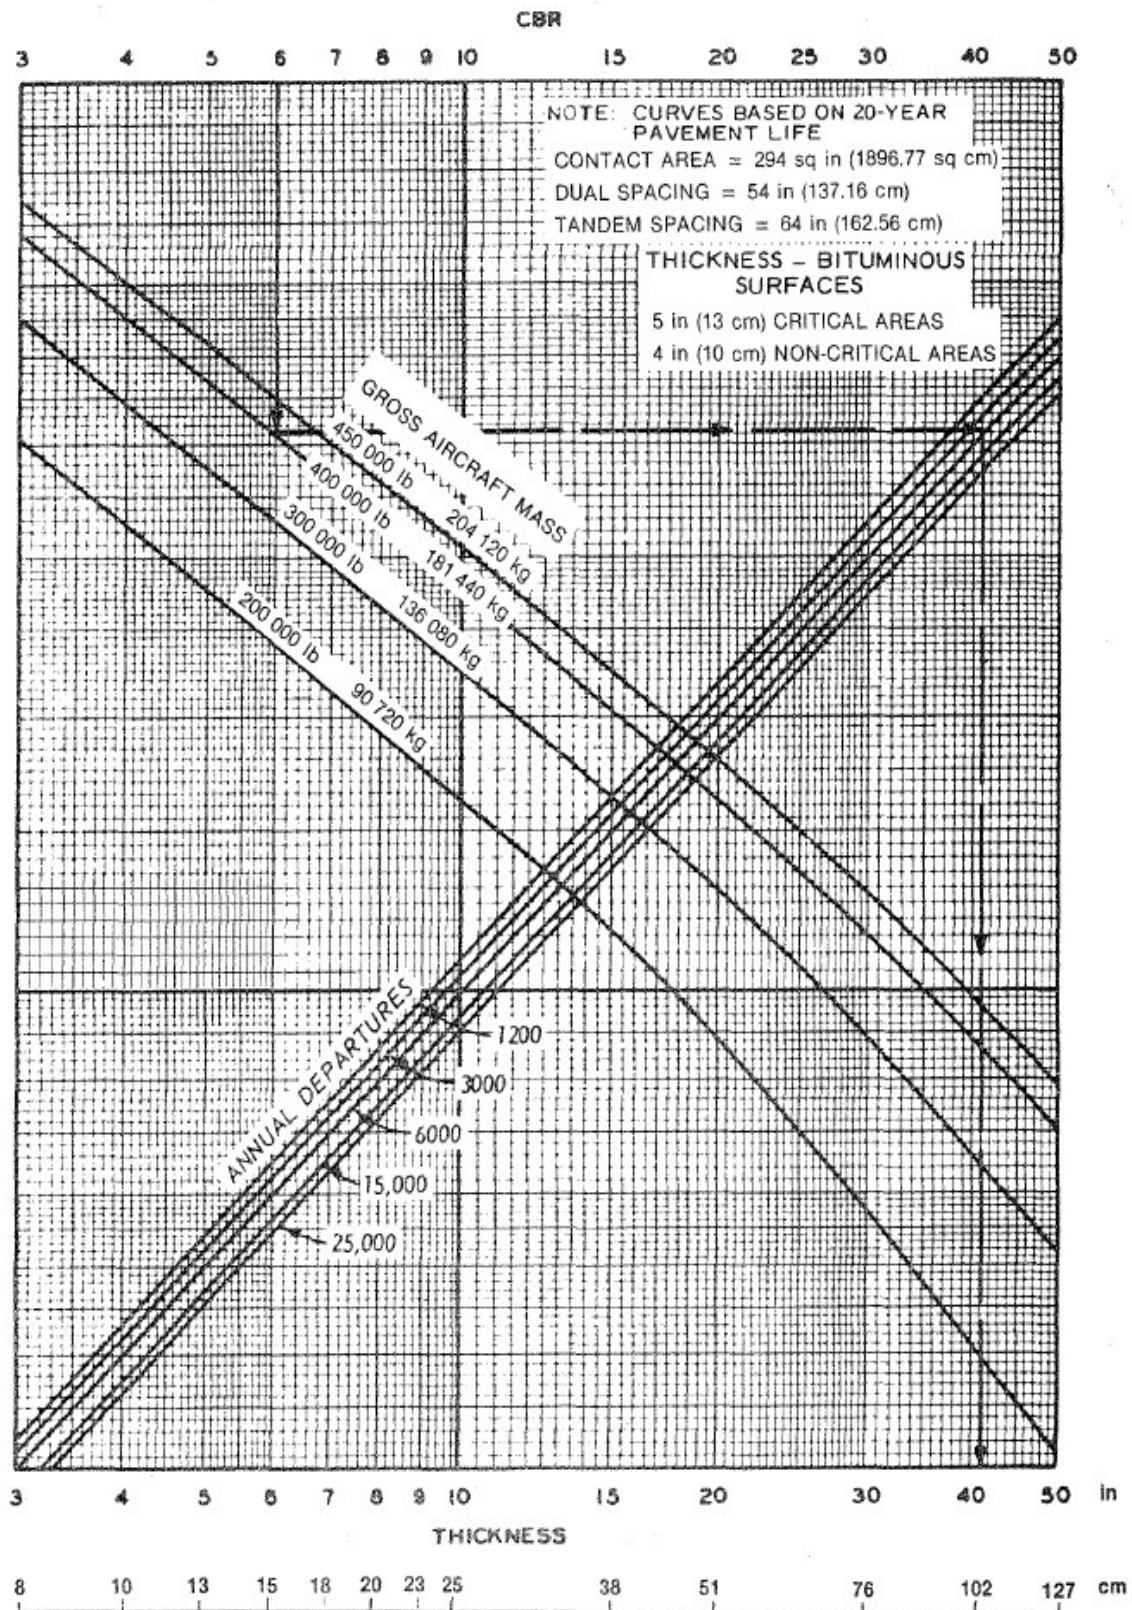 CBR
3 4 5 6 7 8 9 10 15 20 25 30 40 50
NOTE: CURVES BASED ON 20-YEAR
PAVEMENT LIFE
CONTACT AREA = 294 sq in (1896.77 sq cm)
DUAL SPACING = 54 in (137.16 cm)
TANDEM SPACING = 64 in (162.56 cm)
THICKNESS – BITUMINOUS
SURFACES
5 in (13 cm) CRITICAL AREAS
4 in (10 cm) NON-CRITICAL AREAS
GROSS AIRCRAFT MASS
450 000 lb 204 120 kg
400 000 lb 181 440 kg
300 000 lb 136 080 kg
200 000 lb 90 720 kg
ANNUAL DEPARTURES
1200
3000
6000
15,000
25,000
3 4 5 6 7 8 9 10 15 20 30 40 50 in
THICKNESS
8 10 13 15 18 20 23 25 38 51 76 102 127 cm